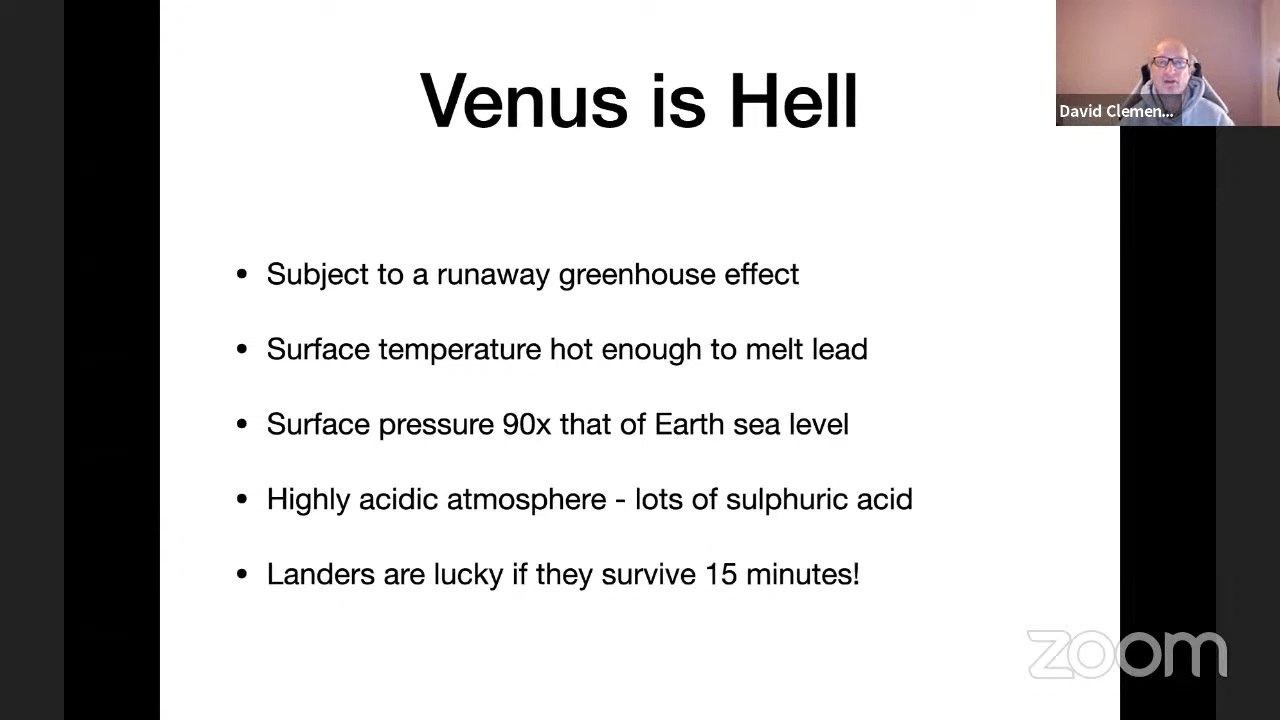 Venus is Hell
David Clemen...
• Subject to a runaway greenhouse effect
• Surface temperature hot enough to melt lead
• Surface pressure 90x that of Earth sea level
• Highly acidic atmosphere - lots of sulphuric acid
• Landers are lucky if they survive 15 minutes!
zoom